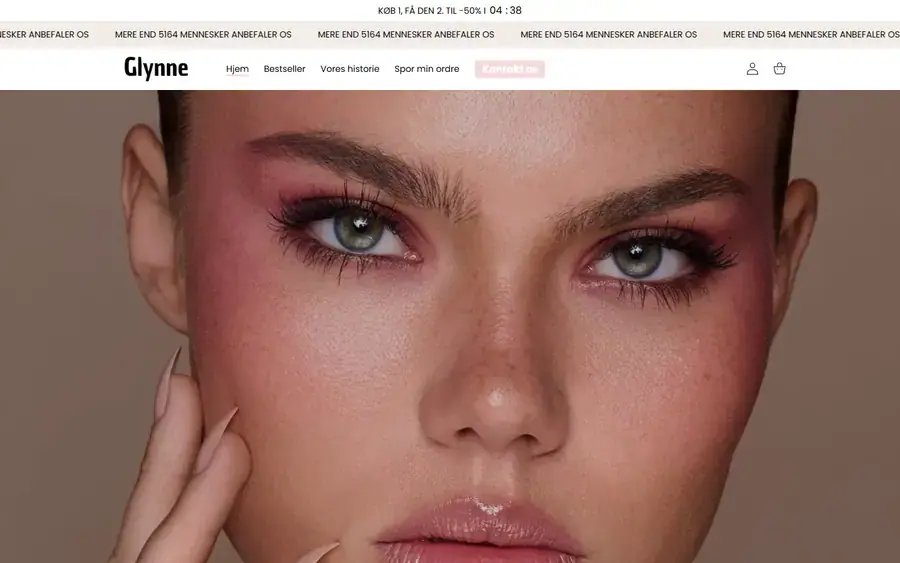 KØB 1, FÅ DEN 2. TIL -50% I 04 : 38
NESKER ANBEFALER OS MERE END 5164 MENNESKER ANBEFALER OS MERE END 5164 MENNESKER ANBEFALER OS MERE END 5164 MENNESKER ANBEFALER OS MERE END 5164 MENNESKER ANBEFALER OS
Glynne
Hjem Bestseller Vores historie Spor min ordre Kontakt os